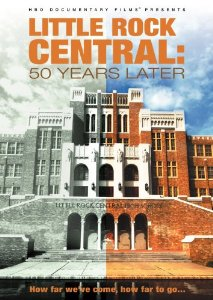 HBO DOCUMENTARY FILMS® PRESENTS
LITTLE ROCK
CENTRAL:
50 YEARS LATER
LITTLE ROCK CENTRAL HIGH SCHOOL
How far we've come, how far to go...